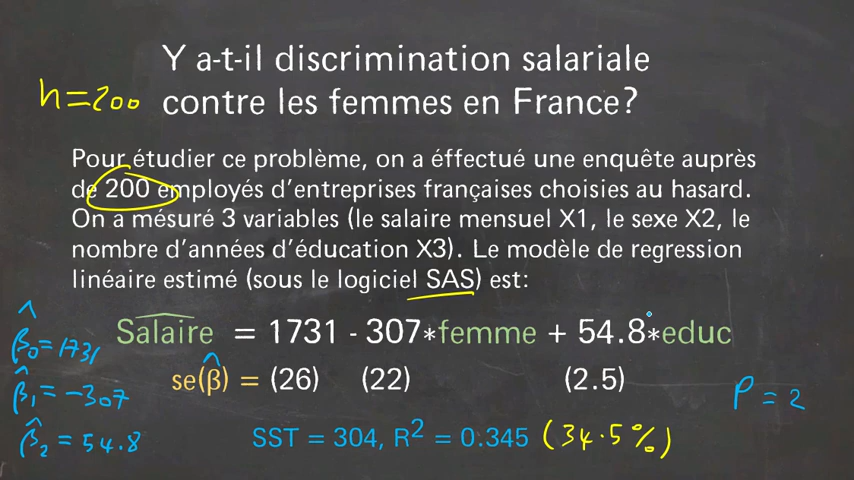 Y a-t-il discrimination salariale
n=200 contre les femmes en France?
Pour étudier ce problème, on a éffectué une enquête auprès
de 200 employés d'entreprises françaises choisies au hasard.
On a mésuré 3 variables (le salaire mensuel X1, le sexe X2, le
nombre d'années d'éducation X3). Le modèle de regression
linéaire estimé (sous le logiciel SAS) est:
β̂0=1731
Salaire = 1731 - 307*femme + 54.8*educ
se(β̂) = (26) (22) (2.5)
β̂1=-307
P=2
β̂2=54.8
SST = 304, R² = 0.345 (34.5%)